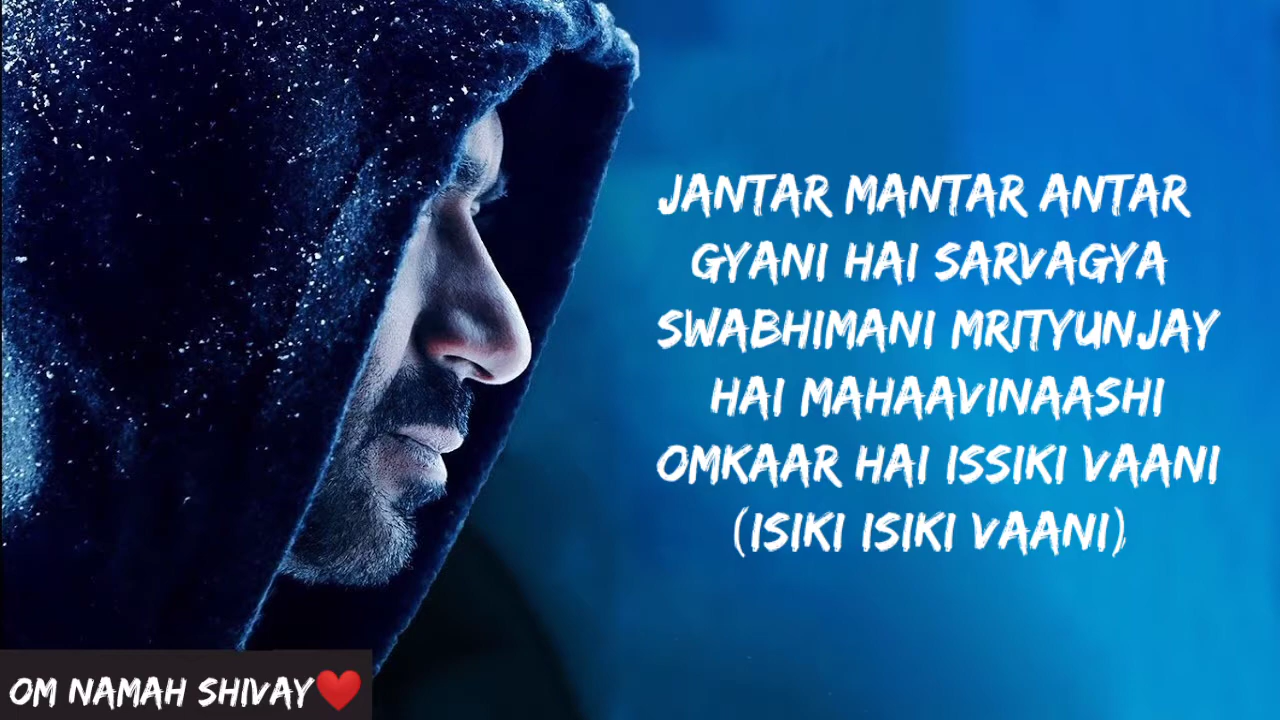 JANTAR MANTAR ANTAR
GYANI HAI SARVAGYA
SWABHIMANI MRITYUNJAY
HAI MAHAAVINAASHI
OMKAAR HAI ISSIKI VAANI
(ISIKI ISIKI VAANI)
OM NAMAH SHIVAY❤️